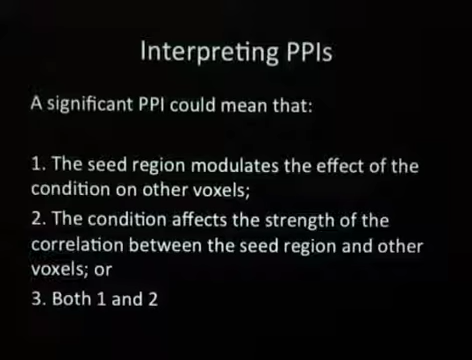 Interpreting PPIs
A significant PPI could mean that:
1. The seed region modulates the effect of the
condition on other voxels;
2. The condition affects the strength of the
correlation between the seed region and other
voxels; or
3. Both 1 and 2